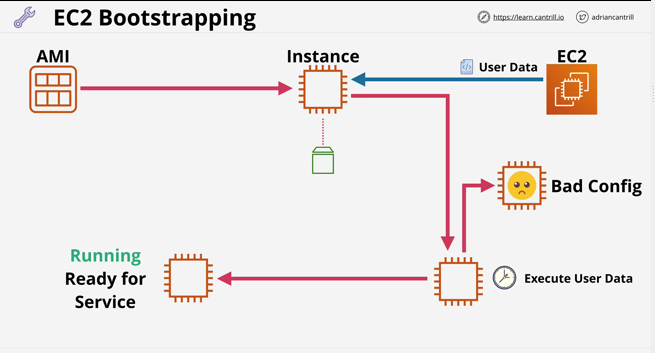 EC2 Bootstrapping
https://learn.cantrill.io
adriancantrill
AMI
Instance
User Data
EC2
Bad Config
Running
Ready for
Service
Execute User Data